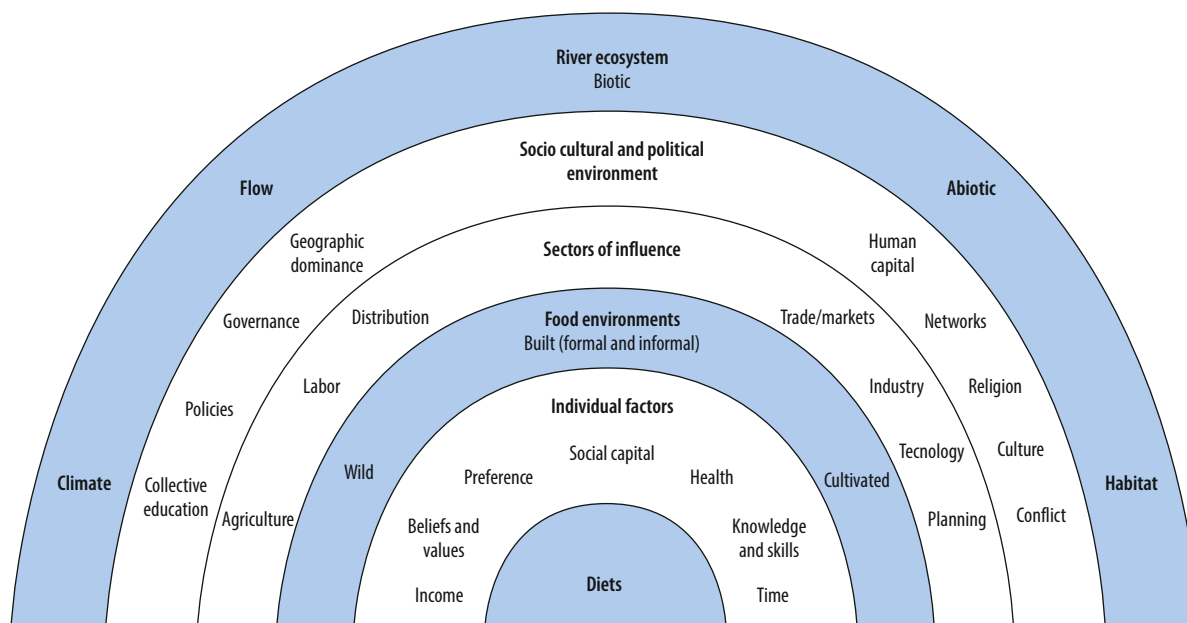 River ecosystem
Biotic
Flow
Abiotic
Climate
Habitat
Socio cultural and political
environment
Geographic
dominance
Governance
Policies
Collective
education
Human
capital
Networks
Religion
Culture
Conflict
Sectors of influence
Distribution
Labor
Agriculture
Trade/markets
Industry
Tecnology
Planning
Food environments
Built (formal and informal)
Wild
Cultivated
Individual factors
Social capital
Preference
Health
Beliefs and
values
Knowledge
and skills
Income
Time
Diets